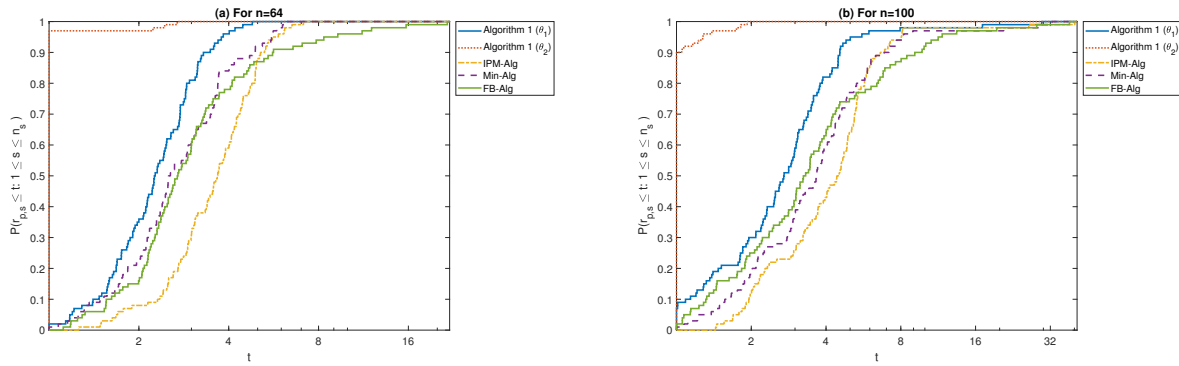 (a) For n=64
P(r_{p,s} ≤ t: 1 ≤ s ≤ n_s)
1
0.9
0.8
0.7
0.6
0.5
0.4
0.3
0.2
0.1
0
2
4
8
16
t
Algorithm 1 (θ₁)
Algorithm 1 (θ₂)
IPM-Alg
Min-Alg
FB-Alg
(b) For n=100
P(r_{p,s} ≤ t: 1 ≤ s ≤ n_s)
1
0.9
0.8
0.7
0.6
0.5
0.4
0.3
0.2
0.1
0
2
4
8
16
32
t
Algorithm 1 (θ₁)
Algorithm 1 (θ₂)
IPM-Alg
Min-Alg
FB-Alg